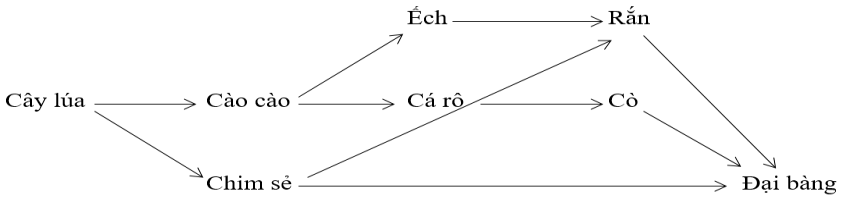 Ếch Rắn
Cây lúa Cào cào Cá rô Cò
Chim sẻ Đại bàng